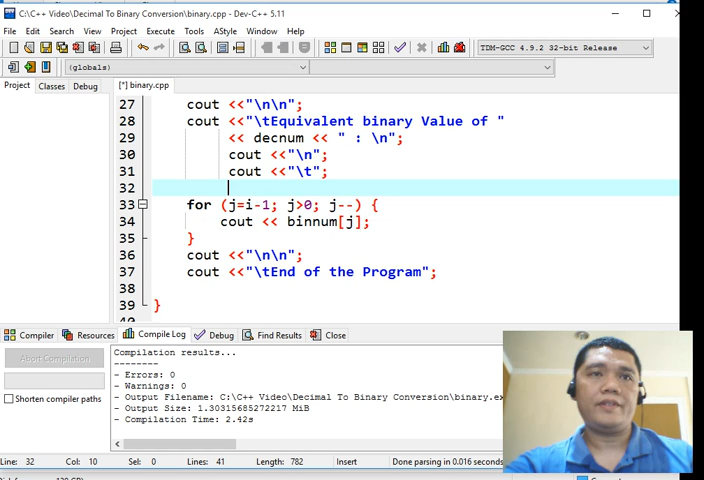 C:\C++ Video\Decimal To Binary Conversion\binary.cpp - Dev-C++ 5.11
File Edit Search View Project Execute Tools AStyle Window Help
TDM-GCC 4.9.2 32-bit Release
(globals)
Project Classes Debug
[*] binary.cpp
27 cout <<"\n\n";
28 cout <<"\tEquivalent binary Value of "
29 << decnum << " : \n";
30 cout <<"\n";
31 cout <<"\t";
32
33 for (j=i-1; j>0; j--) {
34 cout << binnum[j];
35 }
36 cout <<"\n\n";
37 cout <<"\tEnd of the Program";
38
39 }
40
Compiler Resources Compile Log Debug Find Results Close
Abort Compilation
Shorten compiler paths
Compilation results...
--------
- Errors: 0
- Warnings: 0
- Output Filename: C:\C++ Video\Decimal To Binary Conversion\binary.ex
- Output Size: 1.30315685272217 MiB
- Compilation Time: 2.42s
Line: 32 Col: 10 Sel: 0 Lines: 41 Length: 782 Insert Done parsing in 0.016 seconds